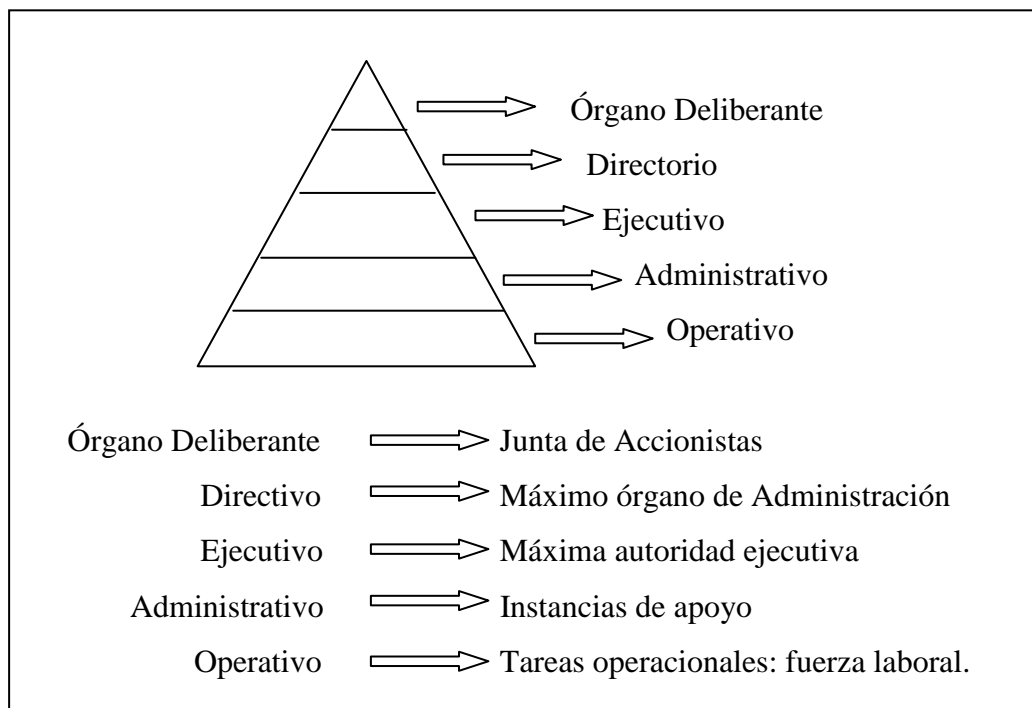 Órgano Deliberante
Directorio
Ejecutivo
Administrativo
Operativo
Órgano Deliberante Junta de Accionistas
Directivo Máximo órgano de Administración
Ejecutivo Máxima autoridad ejecutiva
Administrativo Instancias de apoyo
Operativo Tareas operacionales: fuerza laboral.